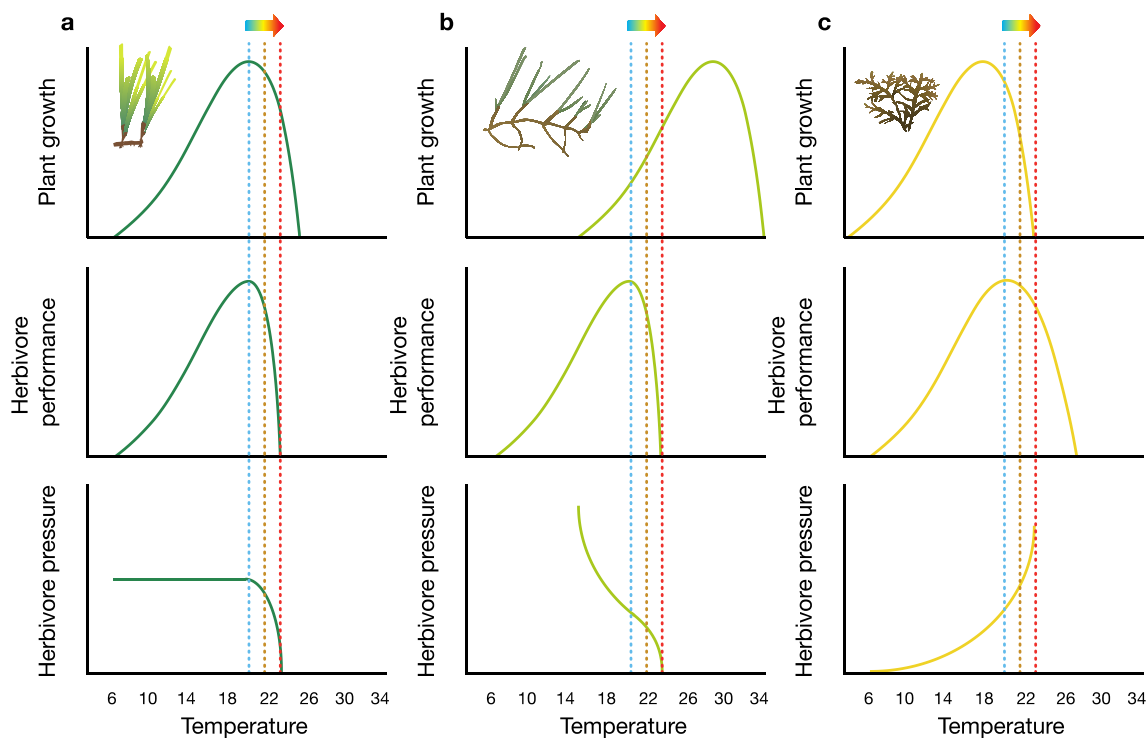 a
b
c
Plant growth
Plant growth
Plant growth
Herbivore
performance
Herbivore
performance
Herbivore
performance
Herbivore pressure
Herbivore pressure
Herbivore pressure
6 10 14 18 22 26 30 34
6 10 14 18 22 26 30 34
6 10 14 18 22 26 30 34
Temperature
Temperature
Temperature